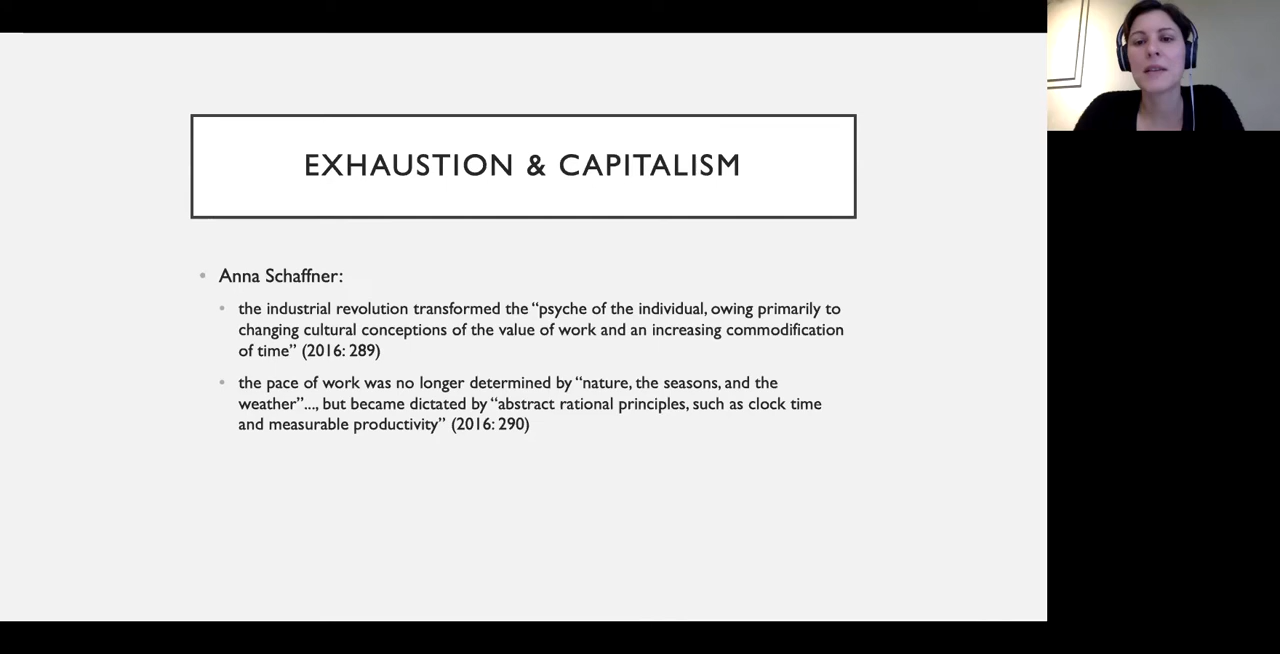 EXHAUSTION & CAPITALISM
• Anna Schaffner:
• the industrial revolution transformed the “psyche of the individual, owing primarily to
changing cultural conceptions of the value of work and an increasing commodification
of time” (2016: 289)
• the pace of work was no longer determined by “nature, the seasons, and the
weather”..., but became dictated by “abstract rational principles, such as clock time
and measurable productivity” (2016: 290)